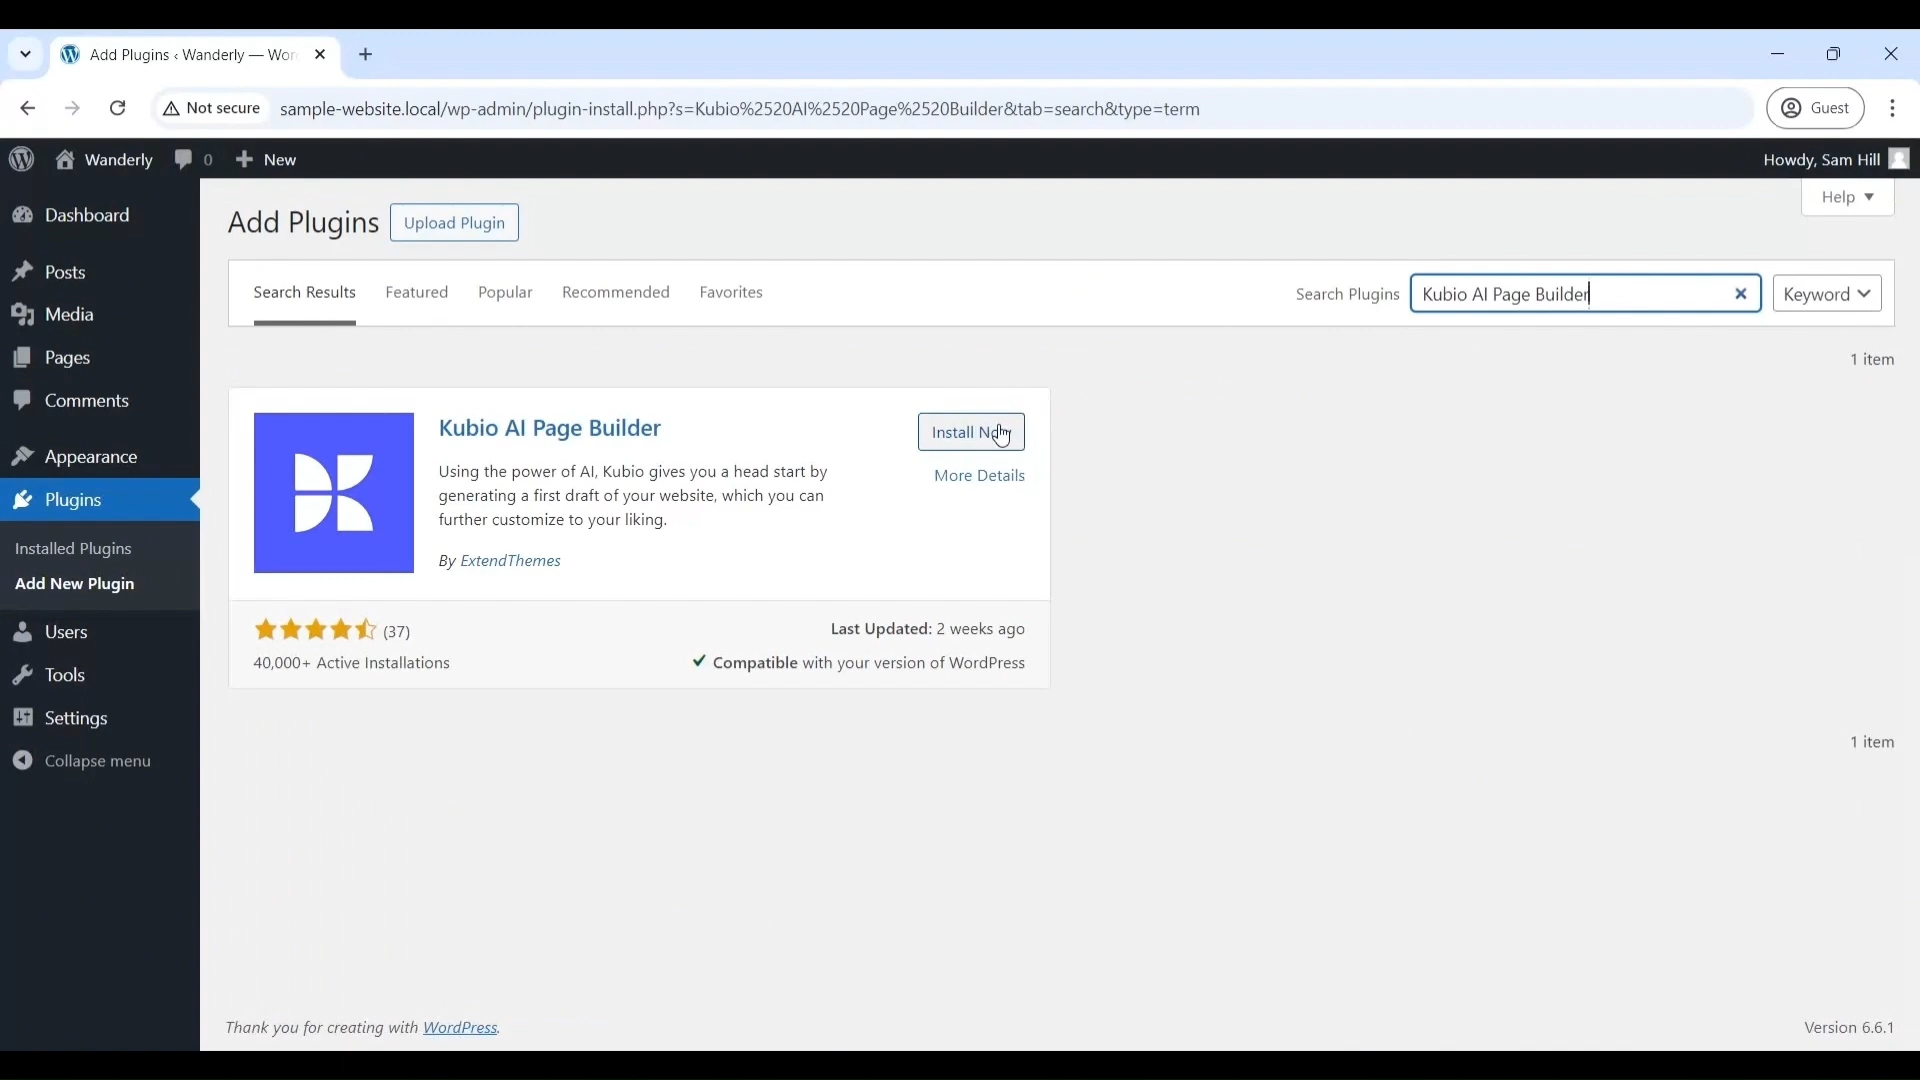 Add Plugins ‹ Wanderly — Wor
Not secure
sample-website.local/wp-admin/plugin-install.php?s=Kubio%2520AI%2520Page%2520Builder&tab=search&type=term
Guest
Wanderly
0
New
Howdy, Sam Hill
Dashboard
Posts
Media
Pages
Comments
Appearance
Plugins
Installed Plugins
Add New Plugin
Users
Tools
Settings
Collapse menu
Help
Add Plugins
Upload Plugin
Search Results
Featured
Popular
Recommended
Favorites
Search Plugins
Kubio AI Page Builder
Keyword
1 item
Kubio AI Page Builder
Install
More Details
Using the power of AI, Kubio gives you a head start by
generating a first draft of your website, which you can
further customize to your liking.
By ExtendThemes
(37)
Last Updated: 2 weeks ago
40,000+ Active Installations
Compatible with your version of WordPress
1 item
Thank you for creating with WordPress.
Version 6.6.1